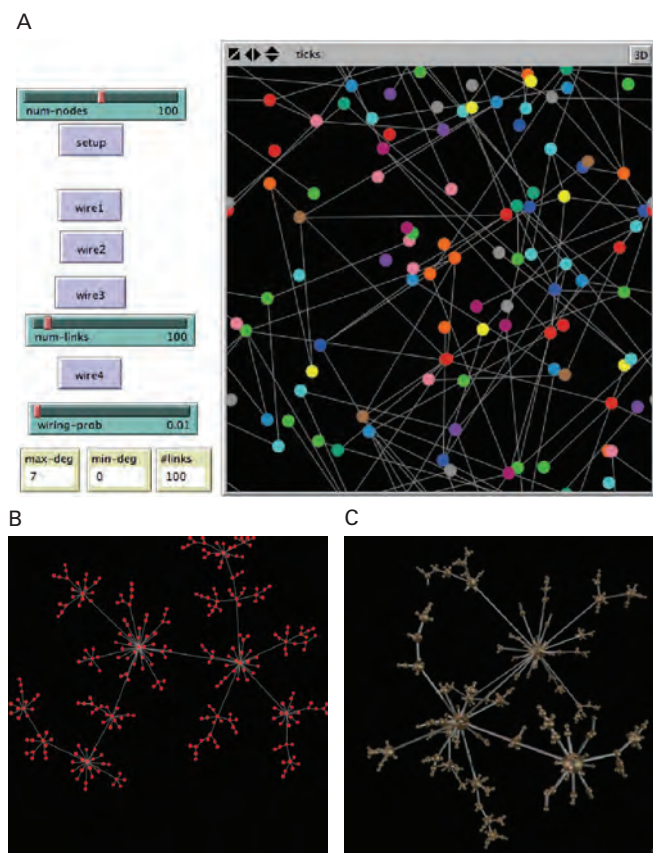 A
ticks
3D
num-nodes 100
setup
wire1
wire2
wire3
num-links 100
wire4
wiring-prob 0.01
max-deg min-deg #links
7 0 100
B C